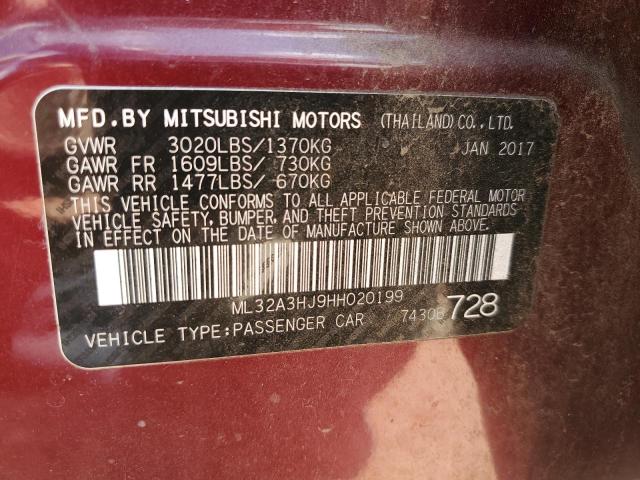 MFD.BY MITSUBISHI MOTORS (THAILAND) CO., LTD.
GVWR 3020LBS/1370KG JAN 2017
GAWR FR 1609LBS/ 730KG
GAWR RR 1477LBS/ 670KG
THIS VEHICLE CONFORMS TO ALL APPLICABLE FEDERAL MOTOR
VEHICLE SAFETY, BUMPER, AND THEFT PREVENTION STANDARDS
IN EFFECT ON THE DATE OF MANUFACTURE SHOWN ABOVE.
ML32A3HJ9HH020199
VEHICLE TYPE:PASSENGER CAR 7430B 728